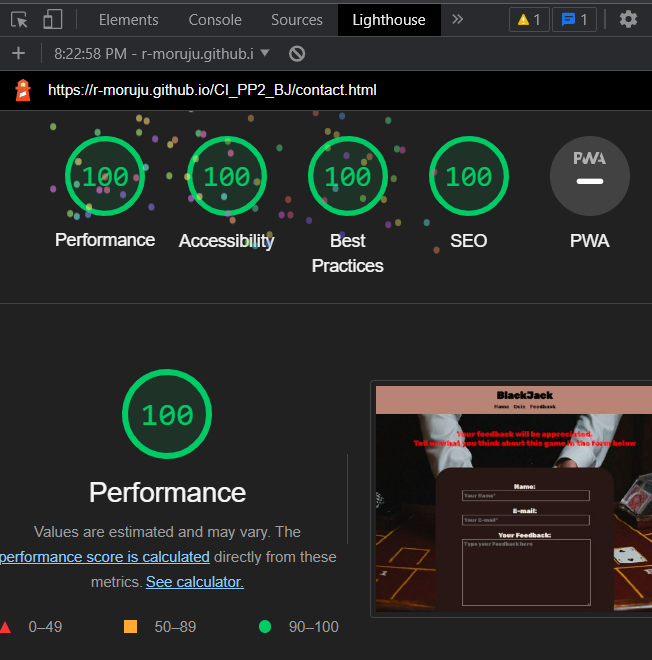 Elements Console Sources Lighthouse 1 1
8:22:58 PM - r-moruju.github.i
https://r-moruju.github.io/CI_PP2_BJ/contact.html
100 100 100 100 PWA
Performance Accessibility Best Practices SEO PWA
100
Performance
Values are estimated and may vary. The
performance score is calculated directly from these
metrics. See calculator.
0–49 50–89 90–100
BlackJack
Name Quit Feedback
Your feedback will be appreciated.
Tell us what you think about this game in the form below
Name:
Your Name*
E-mail:
Your E-mail*
Your Feedback:
Type your Feedback here